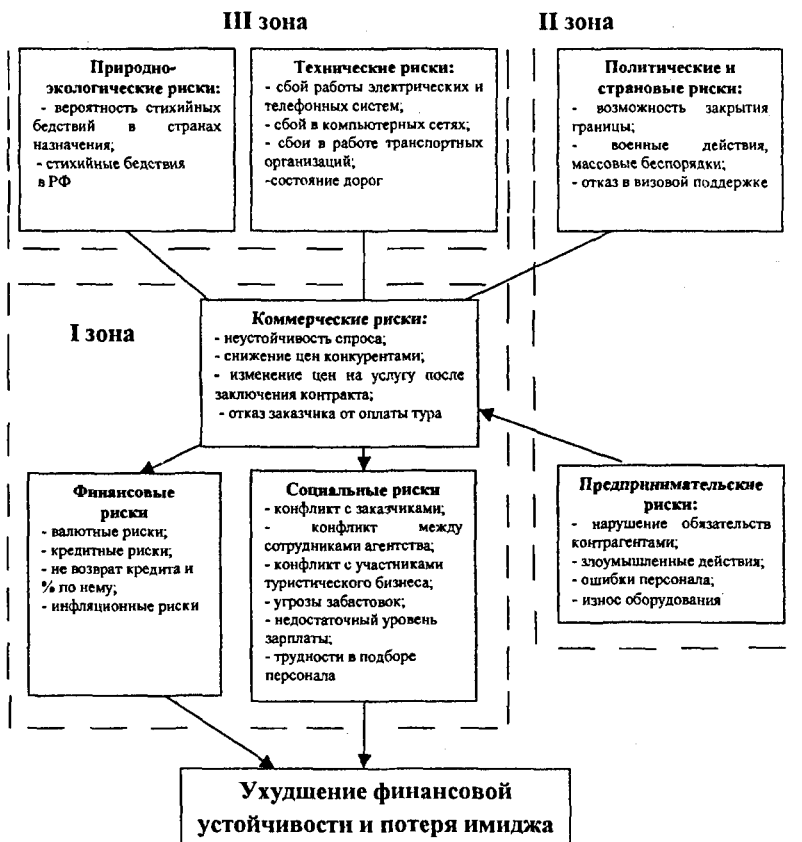 III зона
II зона
Природно-
экологические риски:
- вероятность стихийных
бедствий в странах
назначения;
- стихийные бедствия
в РФ
Технические риски:
- сбой работы электрических и
телефонных систем;
- сбой в компьютерных сетях;
- сбои в работе транспортных
организаций;
-состояние дорог
Политические и
страновые риски:
- возможность закрытия
границы;
- военные действия,
массовые беспорядки;
- отказ в визовой поддержке
I зона
Коммерческие риски:
- неустойчивость спроса;
- снижение цен конкурентами;
- изменение цен на услугу после
заключения контракта;
- отказ заказчика от оплаты тура
Финансовые
риски
- валютные риски;
- кредитные риски;
- не возврат кредита и
% по нему;
- инфляционные риски
Социальные риски
- конфликт с заказчиками;
- конфликт между
сотрудниками агентства;
- конфликт с участниками
туристического бизнеса;
- угрозы забастовок;
- недостаточный уровень
зарплаты;
- трудности в подборе
персонала
Предпринимательские
риски:
- нарушение обязательств
контрагентами;
- злоумышленные действия;
- ошибки персонала;
- износ оборудования
Ухудшение финансовой
устойчивости и потеря имиджа